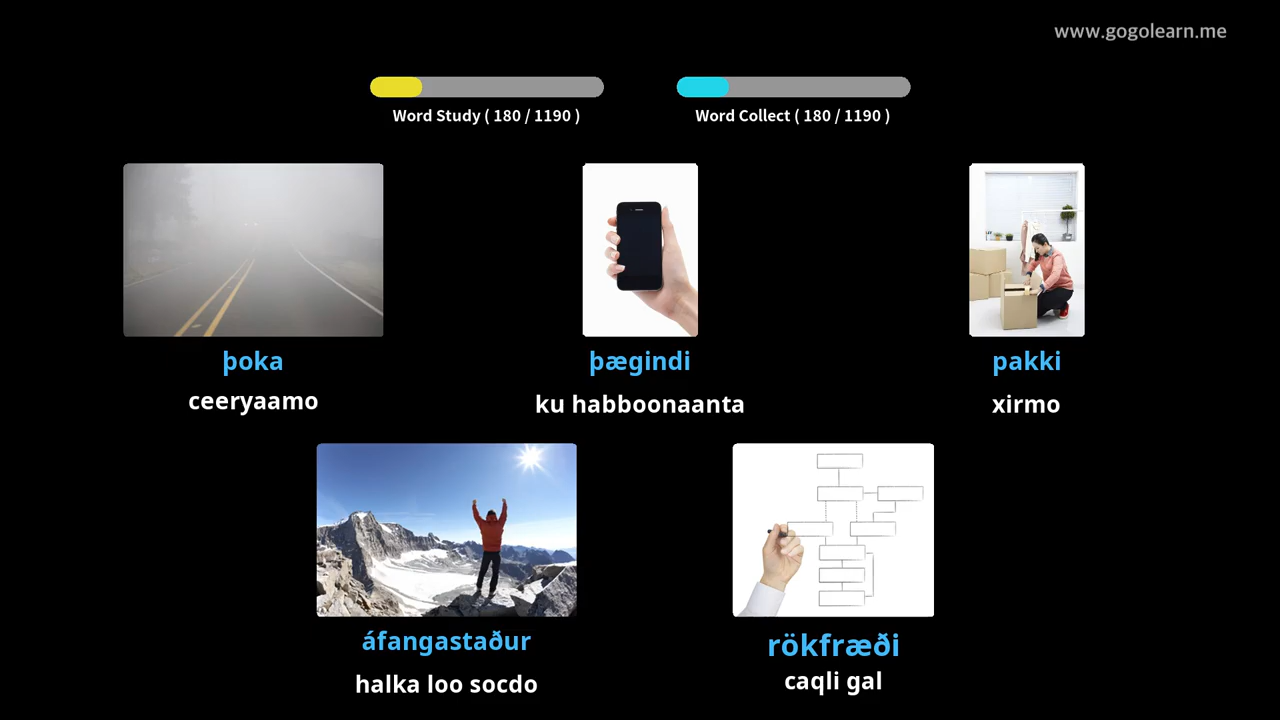 www.gogolearn.me
Word Study ( 180 / 1190 )
Word Collect ( 180 / 1190 )
þoka
ceeryaamo
þægindi
ku habboonaanta
pakki
xirmo
áfangastaður
halka loo socdo
rökfræði
caqli gal